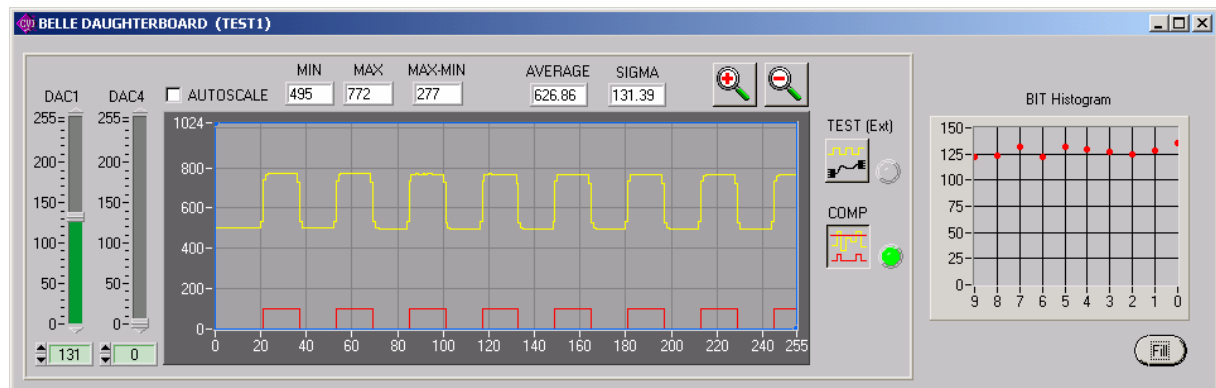 CVI BELLE DAUGHTERBOARD (TEST1)
MIN MAX MAX-MIN AVERAGE SIGMA
DAC1 DAC4 AUTOSCALE 495 772 277 626.86 131.39
BIT Histogram
255 255 1024 TEST (Ext) 150
200 200 800 125
150 150 600 COMP 100
100 100 400 75
50 50 200 50
0 0 0 25
0
0 20 40 60 80 100 120 140 160 180 200 220 240 255
9 8 7 6 5 4 3 2 1 0
131 0
Fill